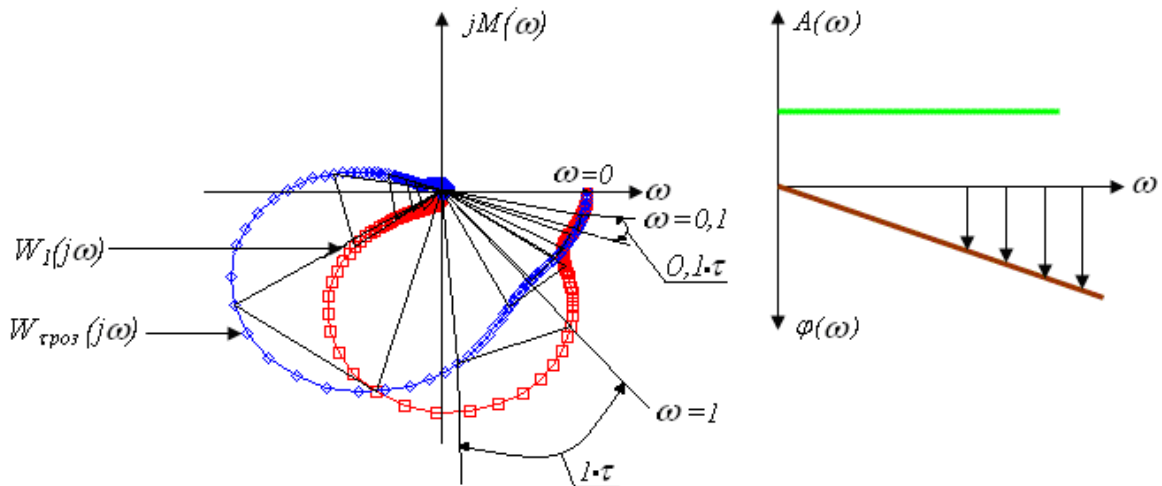 jM(ω)
ω=0
ω
ω=0,1
0,1·τ
W1(jω)
Wτроз(jω)
ω=1
1·τ
A(ω)
ω
φ(ω)